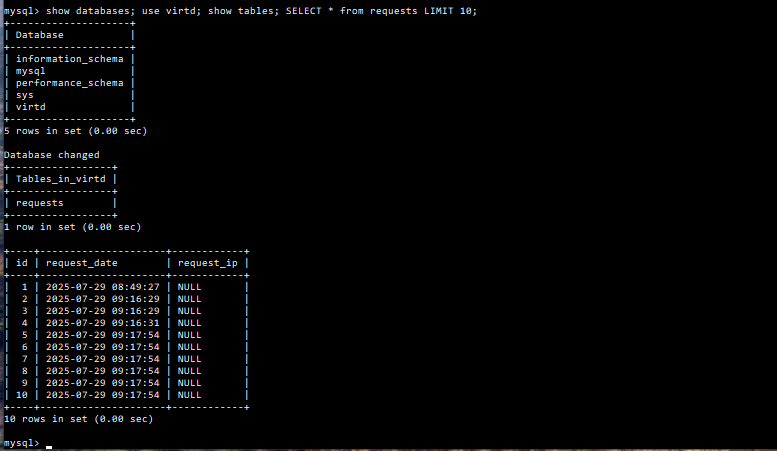 mysql> show databases; use virtd; show tables; SELECT * from requests LIMIT 10;
+--------------------+
| Database           |
+--------------------+
| information_schema |
| mysql              |
| performance_schema |
| sys                |
| virtd              |
+--------------------+
5 rows in set (0.00 sec)

Database changed
+-----------------+
| Tables_in_virtd |
+-----------------+
| requests        |
+-----------------+
1 row in set (0.00 sec)

+----+---------------------+------------+
| id | request_date        | request_ip |
+----+---------------------+------------+
|  1 | 2025-07-29 08:49:27 | NULL       |
|  2 | 2025-07-29 09:16:29 | NULL       |
|  3 | 2025-07-29 09:16:29 | NULL       |
|  4 | 2025-07-29 09:16:31 | NULL       |
|  5 | 2025-07-29 09:17:54 | NULL       |
|  6 | 2025-07-29 09:17:54 | NULL       |
|  7 | 2025-07-29 09:17:54 | NULL       |
|  8 | 2025-07-29 09:17:54 | NULL       |
|  9 | 2025-07-29 09:17:54 | NULL       |
| 10 | 2025-07-29 09:17:54 | NULL       |
+----+---------------------+------------+
10 rows in set (0.00 sec)

mysql>